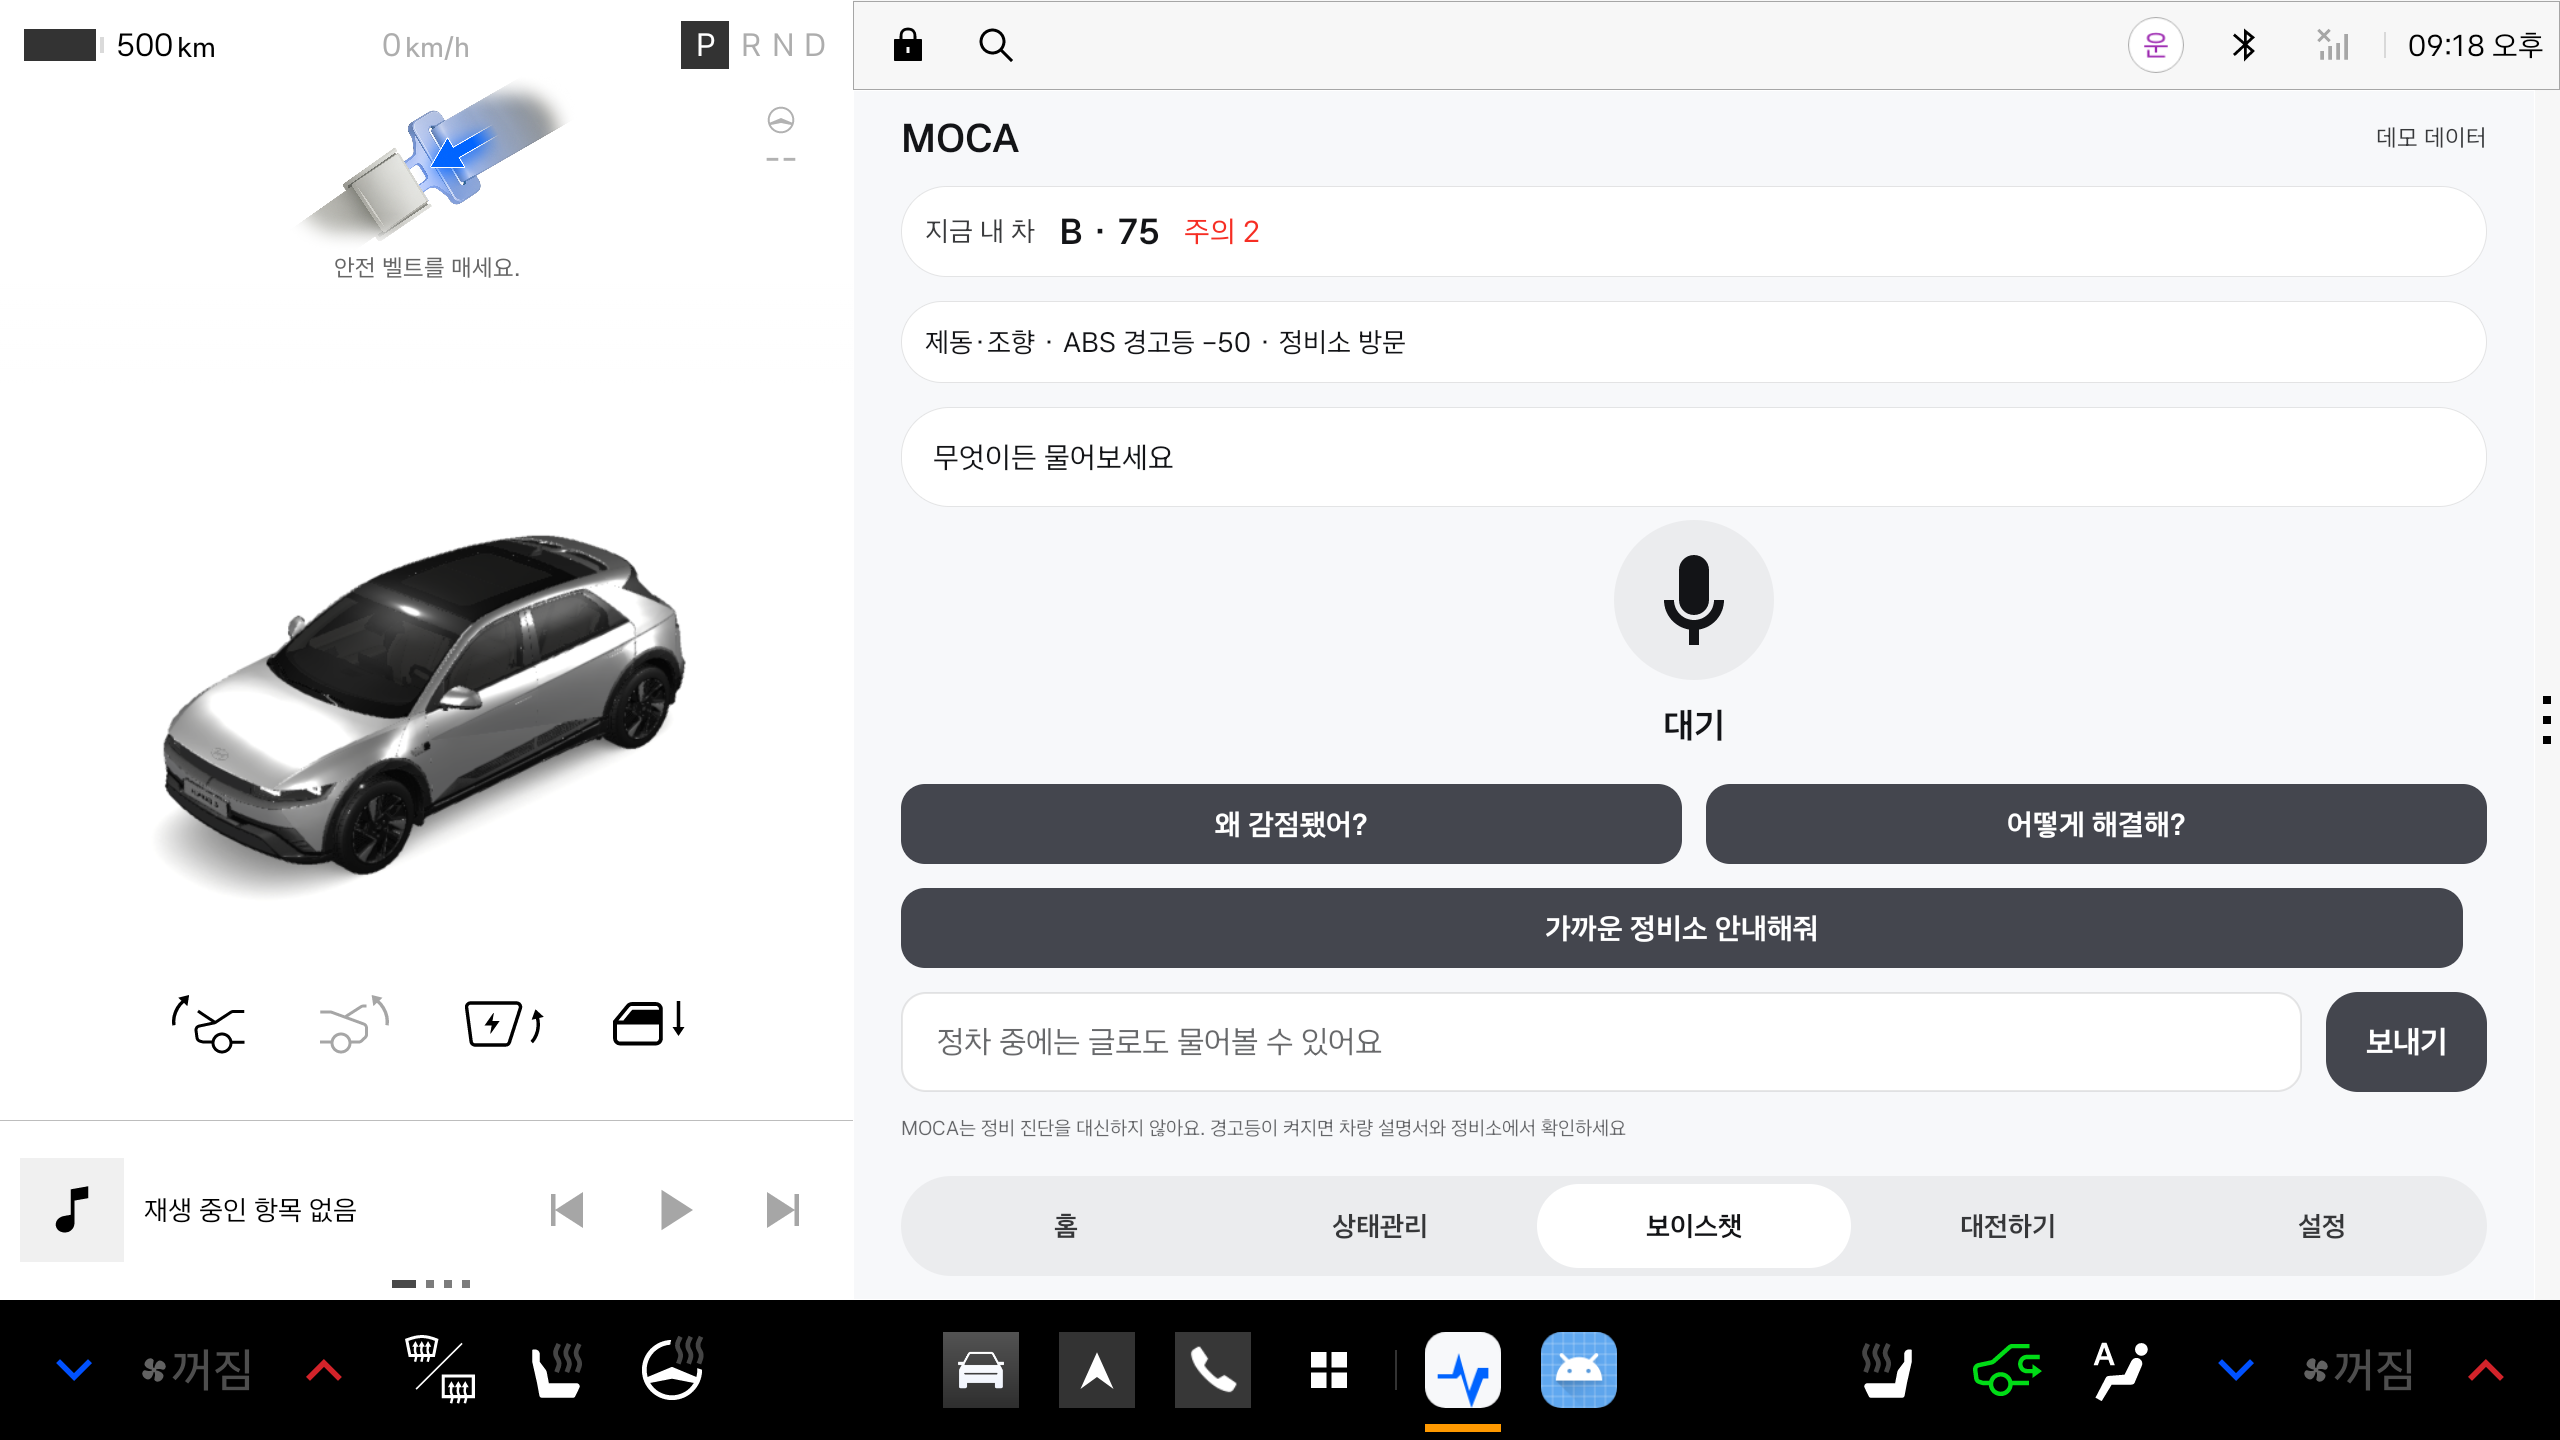 500 km
0 km/h
P R N D
운
09:18 오후
안전 벨트를 매세요.
MOCA
데모 데이터
지금 내 차 B · 75 주의 2
제동·조향 · ABS 경고등 –50 · 정비소 방문
무엇이든 물어보세요
대기
왜 감점됐어?
어떻게 해결해?
가까운 정비소 안내해줘
정차 중에는 글로도 물어볼 수 있어요
보내기
MOCA는 정비 진단을 대신하지 않아요. 경고등이 켜지면 차량 설명서와 정비소에서 확인하세요
재생 중인 항목 없음
홈
상태관리
보이스챗
대전하기
설정
꺼짐
A
꺼짐